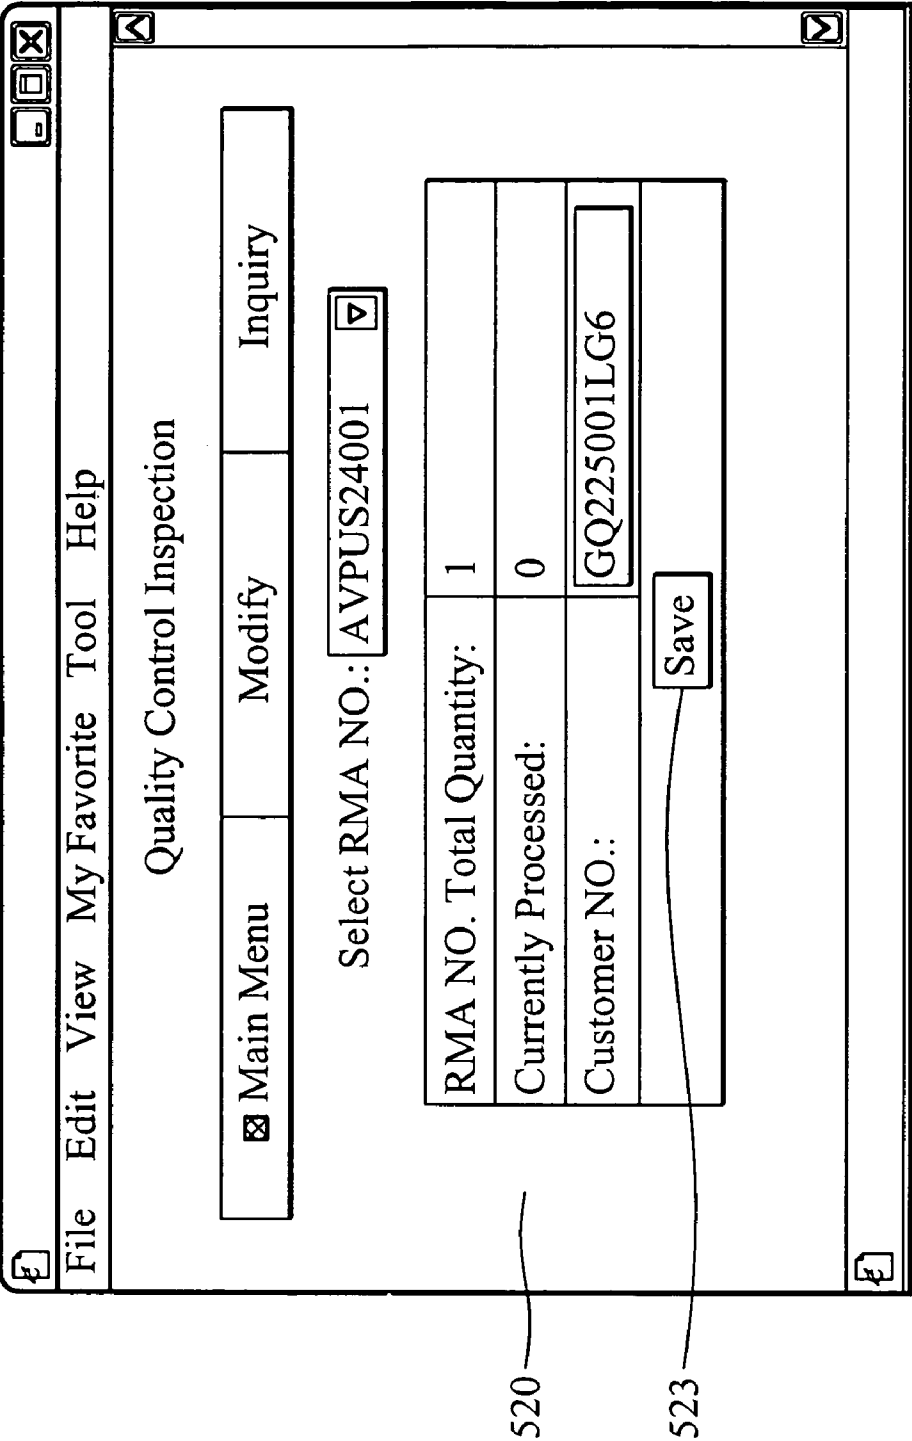 File Edit View My Favorite Tool Help
Quality Control Inspection
Main Menu Modify Inquiry
Select RMA NO.: AVPUS24001
RMA NO. Total Quantity: 1
Currently Processed: 0
Customer NO.: GQ225001LG6
Save
520
523